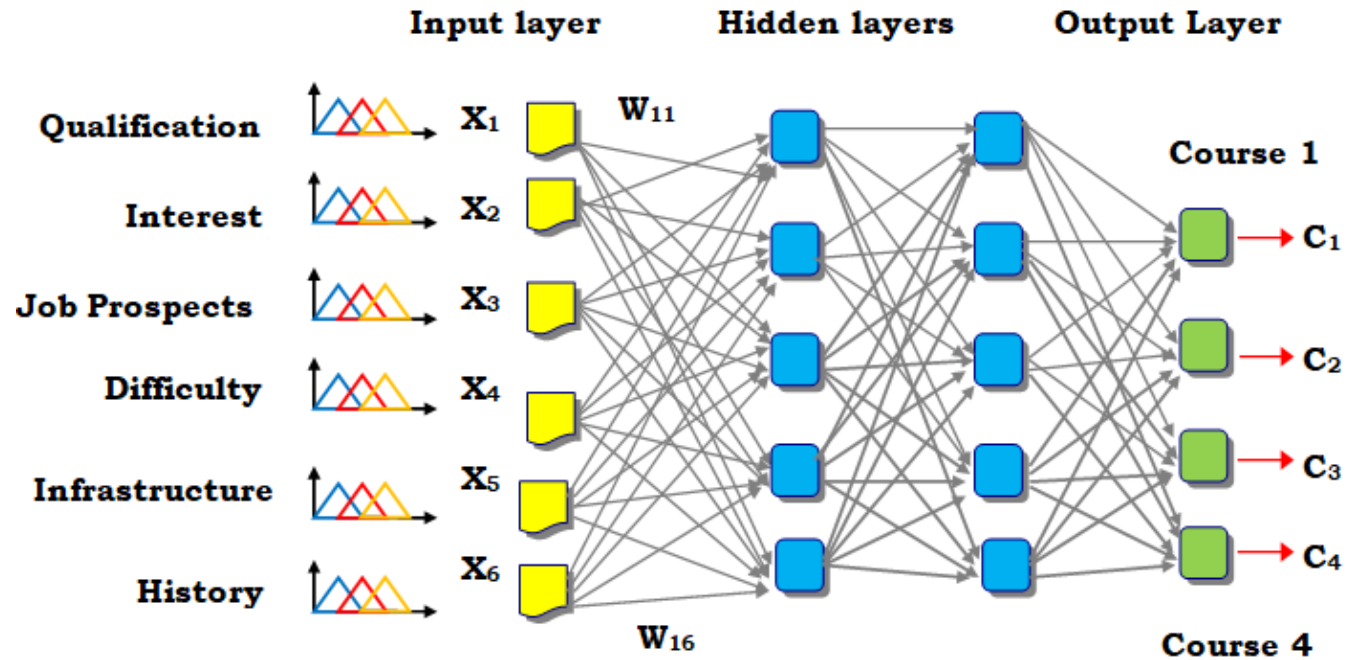 Input layer
Hidden layers
Output Layer
Qualification
X1
W11
Course 1
Interest
X2
C1
Job Prospects
X3
C2
Difficulty
X4
C3
Infrastructure
X5
C4
History
X6
W16
Course 4